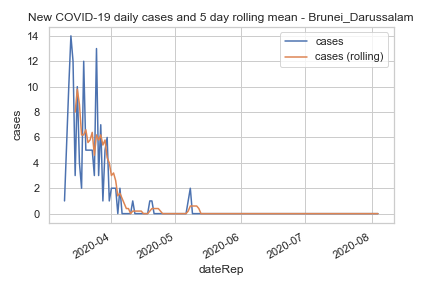 New COVID-19 daily cases and 5 day rolling mean - Brunei_Darussalam
cases
cases (rolling)
14
12
10
8
6
4
2
0
cases
2020-04
2020-05
2020-06
2020-07
2020-08
dateRep